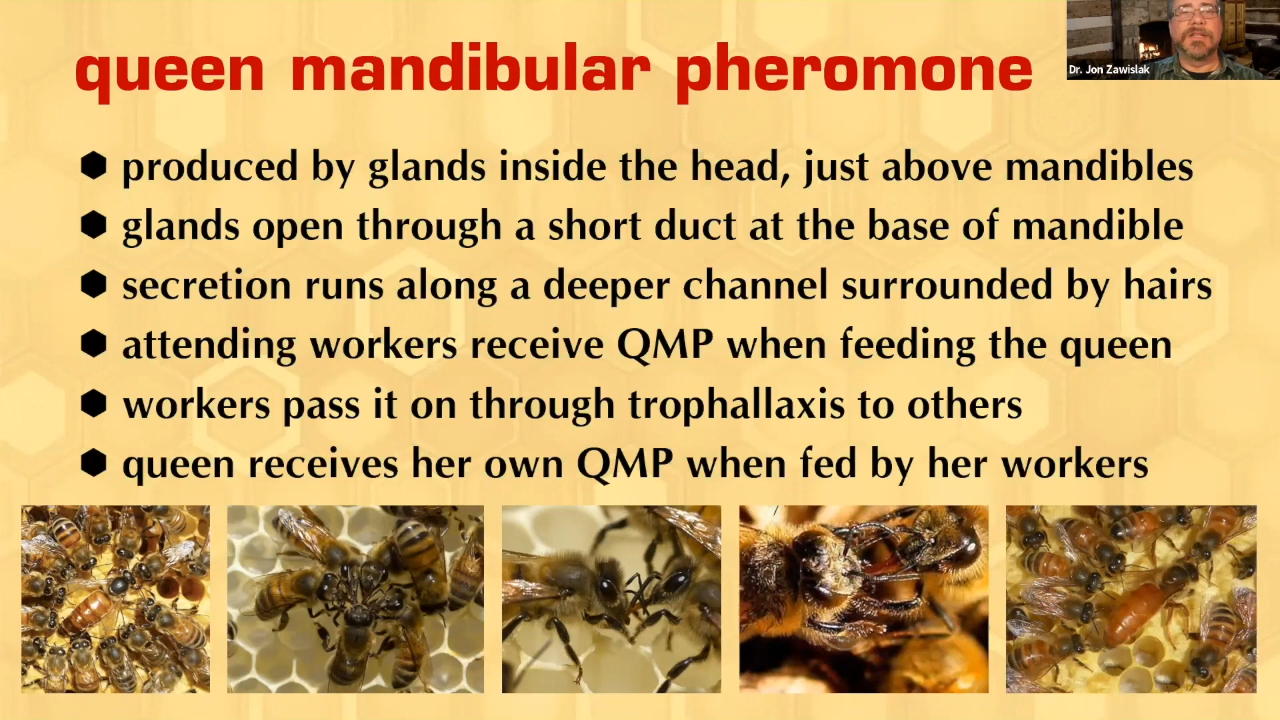 queen mandibular pheromone
Dr. Jon Zawislak
produced by glands inside the head, just above mandibles
glands open through a short duct at the base of mandible
secretion runs along a deeper channel surrounded by hairs
attending workers receive QMP when feeding the queen
workers pass it on through trophallaxis to others
queen receives her own QMP when fed by her workers